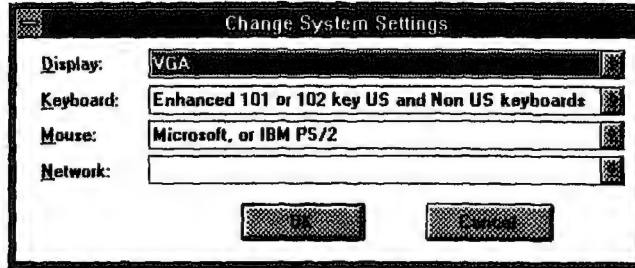 Change System Settings
Display: VGA
Keyboard: Enhanced 101 or 102 key US and Non US keyboards
Mouse: Microsoft, or IBM PS/2
Network:
OK Cancel